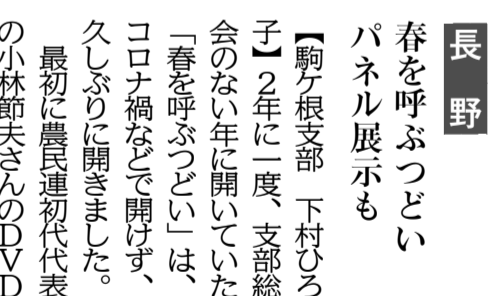 長野
春を呼ぶつどい
パネル展示も
【駒ケ根支部　下村ひろ
子】２年に一度、支部総
会のない年に開いていた
「春を呼ぶつどい」は、
コロナ禍などで開けず、
久しぶりに開きました。
　最初に農民連初代代表
の小林節夫さんのＤＶＤ